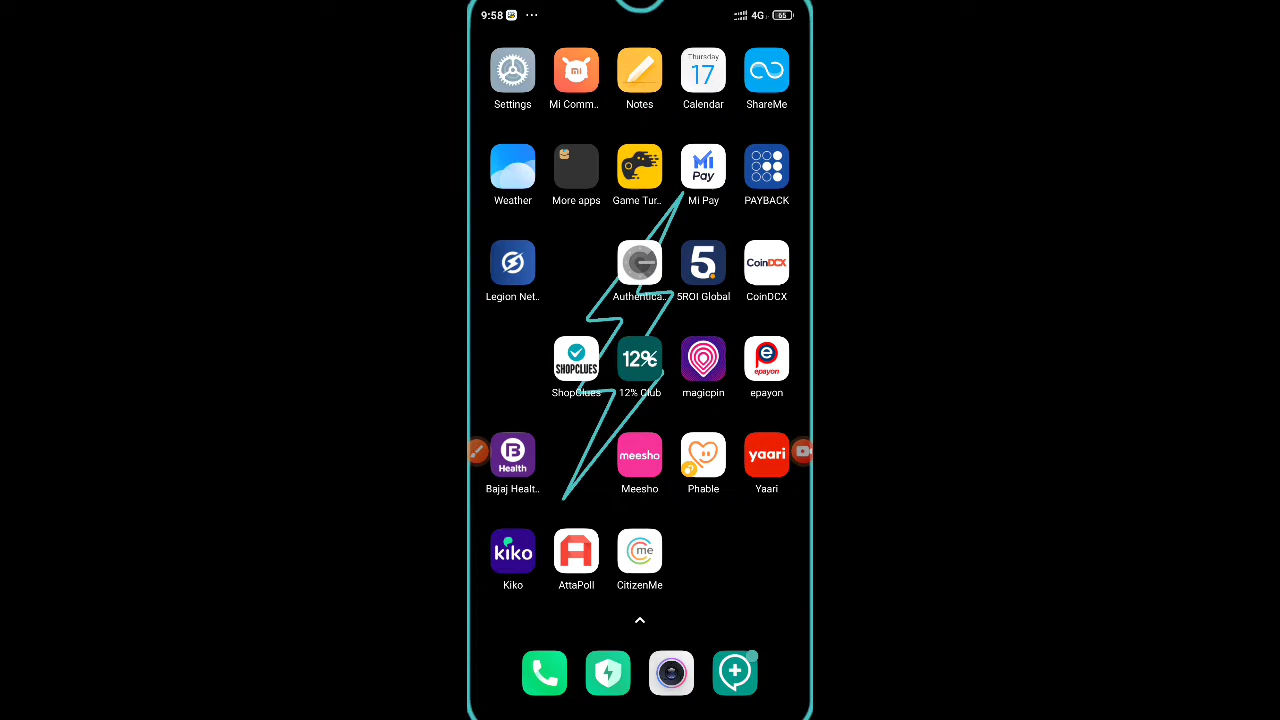 9:58 ... 4G 65
Thursday
17
Settings Mi Comm.. Notes Calendar ShareMe
Mi
Pay
Weather More apps Game Tur.. Mi Pay PAYBACK
5. CoinDCX
Legion Net.. Authentica.. 5ROI Global CoinDCX
SHOPCLUES 12% e epayon
ShopClues 12% Club magicpin epayon
B Health meesho yaari
Bajaj Healt.. Meesho Phable Yaari
kiko A me
Kiko AttaPoll CitizenMe